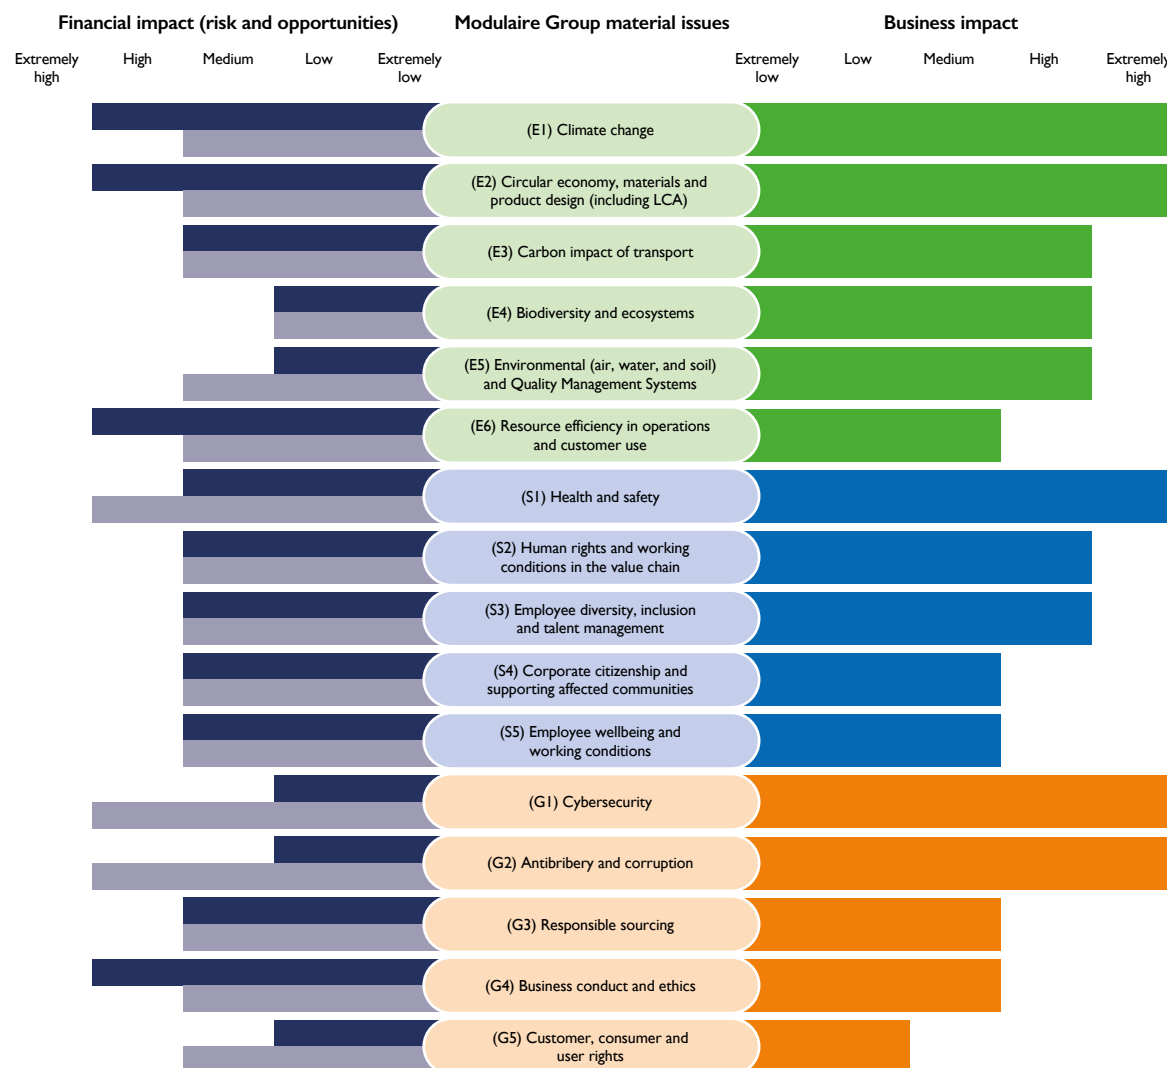 Financial impact (risk and opportunities)
Modulaire Group material issues
Business impact
Extremely
high
High
Medium
Low
Extremely
low
Extremely
low
Low
Medium
High
Extremely
high
(E1) Climate change
(E2) Circular economy, materials and
product design (including LCA)
(E3) Carbon impact of transport
(E4) Biodiversity and ecosystems
(E5) Environmental (air, water, and soil)
and Quality Management Systems
(E6) Resource efficiency in operations
and customer use
(S1) Health and safety
(S2) Human rights and working
conditions in the value chain
(S3) Employee diversity, inclusion
and talent management
(S4) Corporate citizenship and
supporting affected communities
(S5) Employee wellbeing and
working conditions
(G1) Cybersecurity
(G2) Antibribery and corruption
(G3) Responsible sourcing
(G4) Business conduct and ethics
(G5) Customer, consumer and
user rights